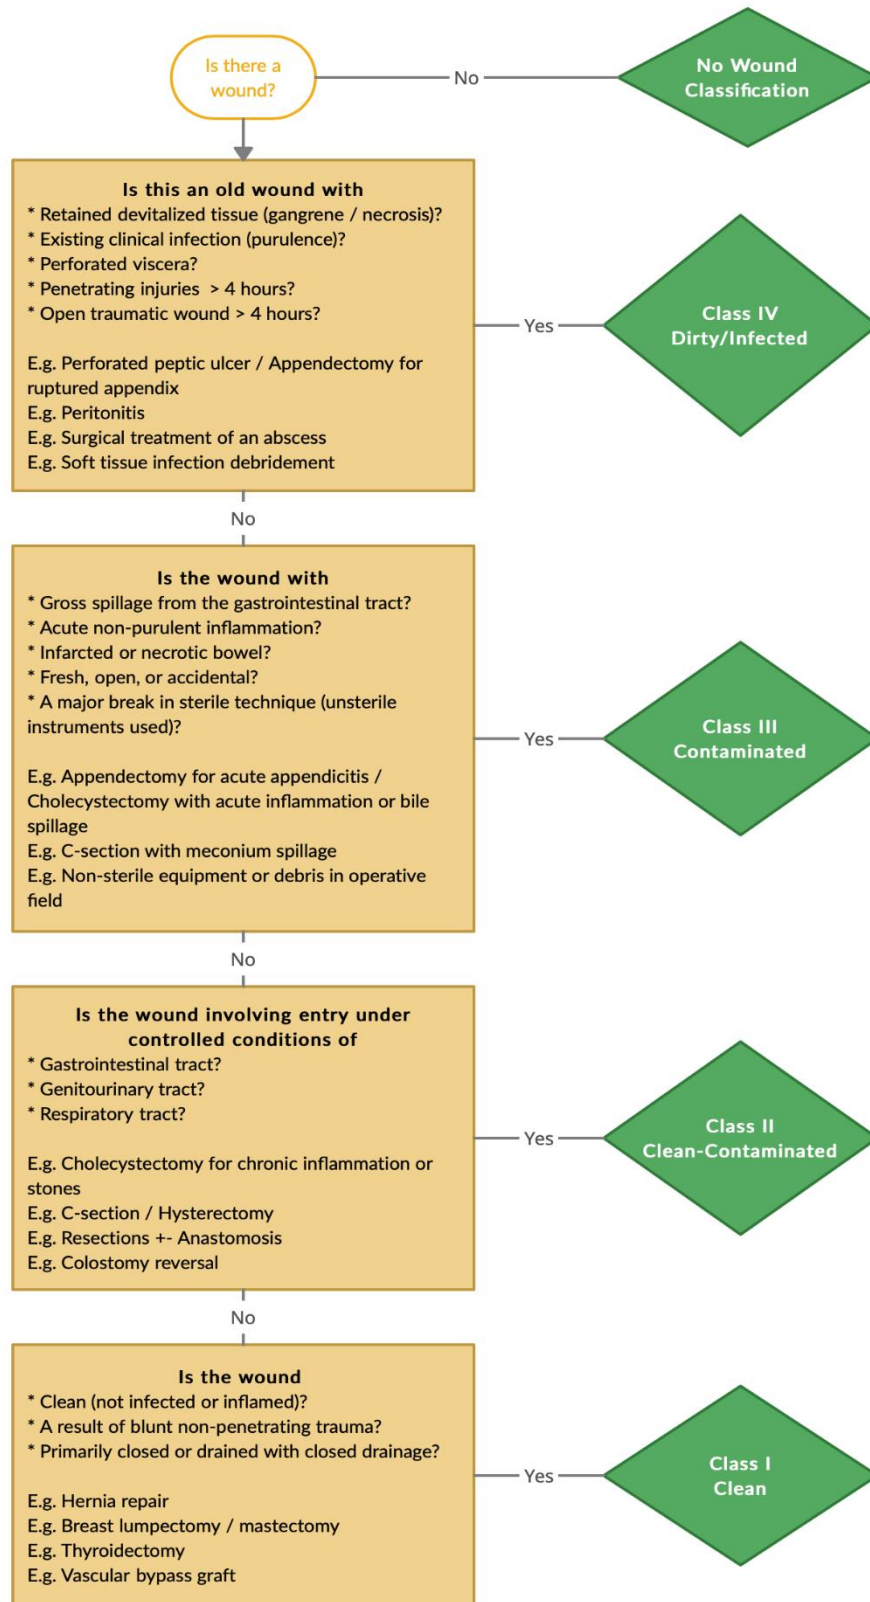 Is there a
wound?
No
No Wound
Classification
Is this an old wound with
* Retained devitalized tissue (gangrene / necrosis)?
* Existing clinical infection (purulence)?
* Perforated viscera?
* Penetrating injuries > 4 hours?
* Open traumatic wound > 4 hours?
E.g. Perforated peptic ulcer / Appendectomy for
ruptured appendix
E.g. Peritonitis
E.g. Surgical treatment of an abscess
E.g. Soft tissue infection debridement
Yes
Class IV
Dirty/Infected
No
Is the wound with
* Gross spillage from the gastrointestinal tract?
* Acute non-purulent inflammation?
* Infarcted or necrotic bowel?
* Fresh, open, or accidental?
* A major break in sterile technique (unsterile
instruments used)?
E.g. Appendectomy for acute appendicitis /
Cholecystectomy with acute inflammation or bile
spillage
E.g. C-section with meconium spillage
E.g. Non-sterile equipment or debris in operative
field
Yes
Class III
Contaminated
No
Is the wound involving entry under
controlled conditions of
* Gastrointestinal tract?
* Genitourinary tract?
* Respiratory tract?
E.g. Cholecystectomy for chronic inflammation or
stones
E.g. C-section / Hysterectomy
E.g. Resections +- Anastomosis
E.g. Colostomy reversal
Yes
Class II
Clean-Contaminated
No
Is the wound
* Clean (not infected or inflamed)?
* A result of blunt non-penetrating trauma?
* Primarily closed or drained with closed drainage?
E.g. Hernia repair
E.g. Breast lumpectomy / mastectomy
E.g. Thyroidectomy
E.g. Vascular bypass graft
Yes
Class I
Clean